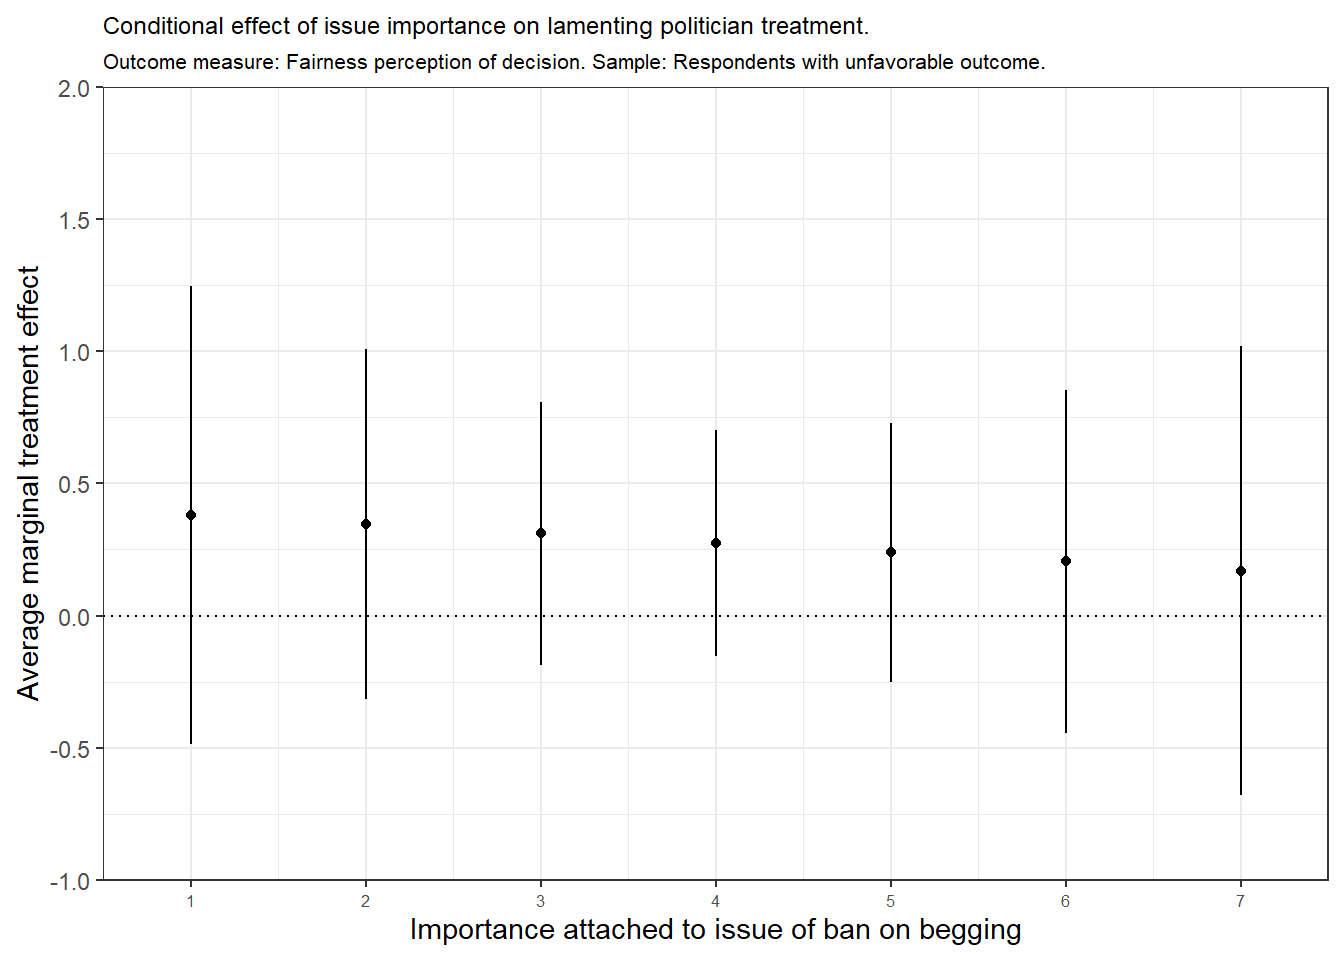 Conditional effect of issue importance on lamenting politician treatment.
Outcome measure: Fairness perception of decision. Sample: Respondents with unfavorable outcome.
Average marginal treatment effect
2.0
1.5
1.0
0.5
0.0
-0.5
-1.0
1 2 3 4 5 6 7
Importance attached to issue of ban on begging